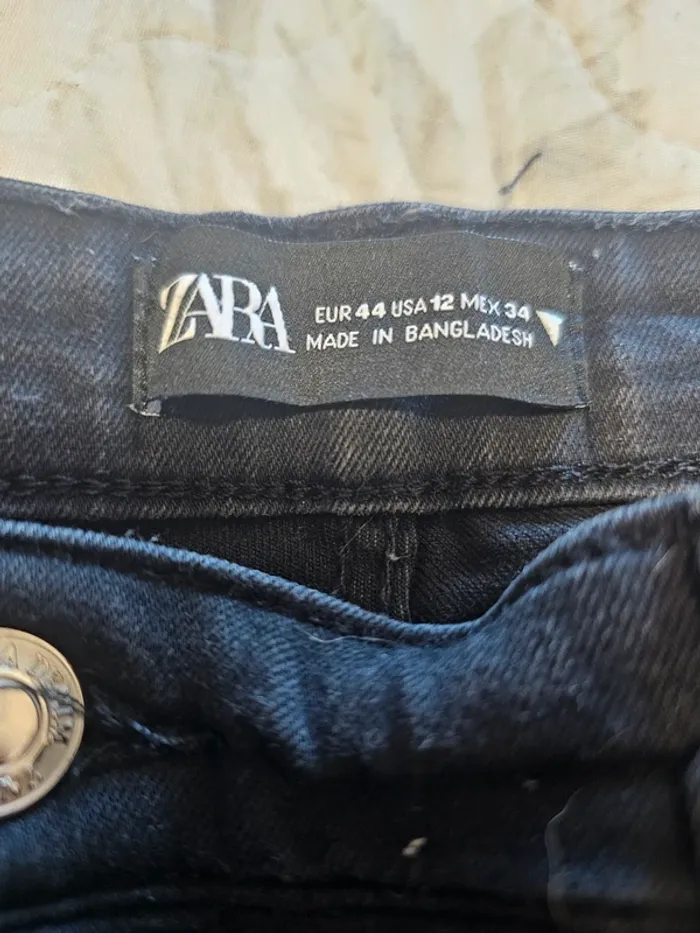 ZARA
EUR 44 USA 12 MEX 34
MADE IN BANGLADESH